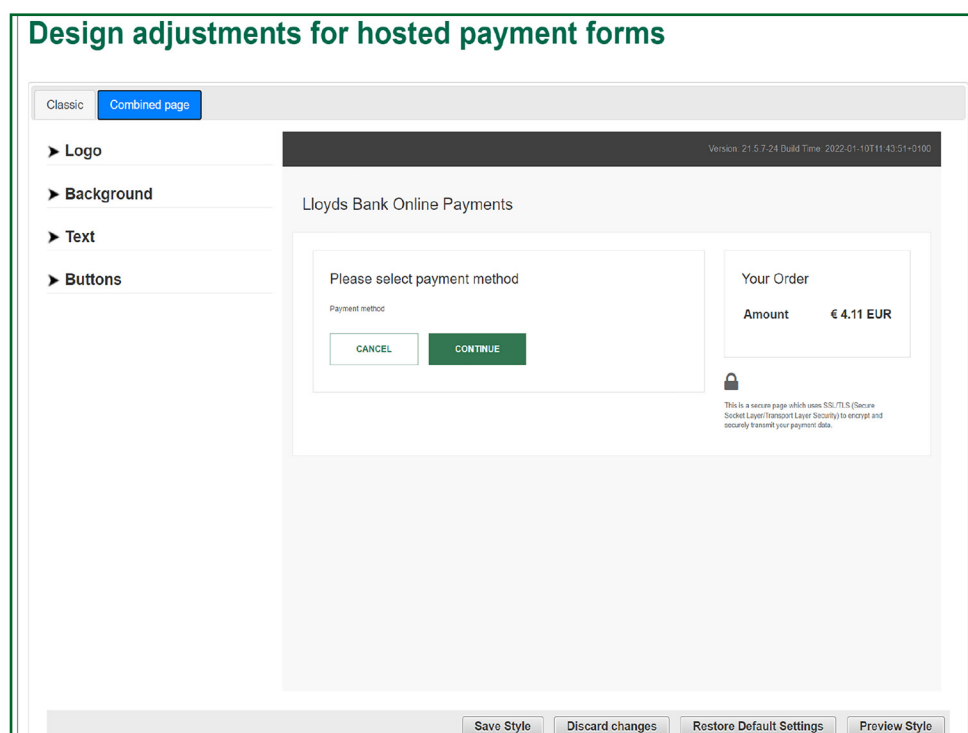 Design adjustments for hosted payment forms
Classic
Combined page
Logo
Background
Text
Buttons
Version: 21.5.7-24 Build Time: 2022-01-10T11:43:51+0100
Lloyds Bank Online Payments
Please select payment method
Payment method
CANCEL
CONTINUE
Your Order
Amount € 4.11 EUR
This is a secure page which uses SSL/TLS (Secure
Socket Layer/Transport Layer Security) to encrypt and
securely transmit your payment data.
Save Style
Discard changes
Restore Default Settings
Preview Style